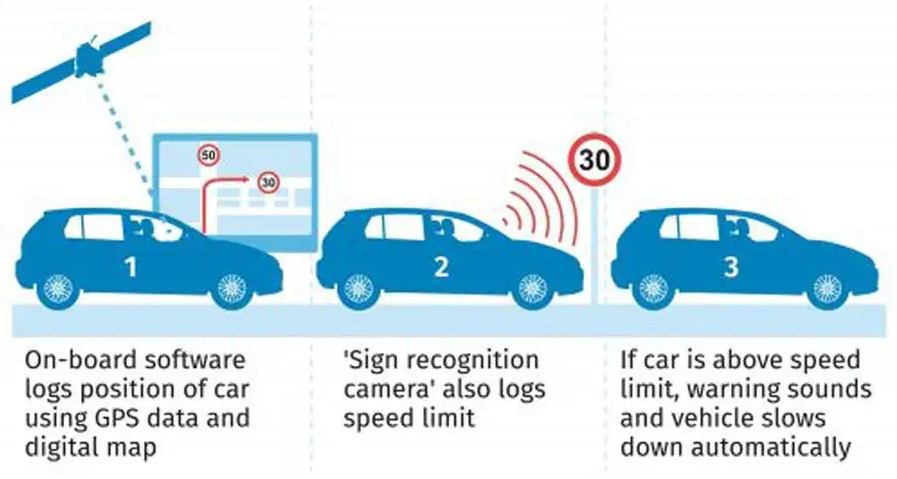 50
30
30
1
2
3
On-board software
logs position of car
using GPS data and
digital map
'Sign recognition
camera' also logs
speed limit
If car is above speed
limit, warning sounds
and vehicle slows
down automatically